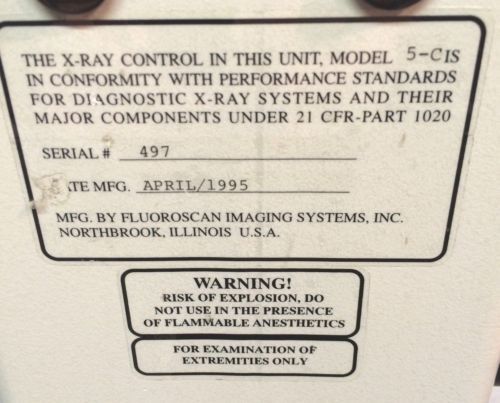 THE X-RAY CONTROL IN THIS UNIT, MODEL 5-C IS
IN CONFORMITY WITH PERFORMANCE STANDARDS
FOR DIAGNOSTIC X-RAY SYSTEMS AND THEIR
MAJOR COMPONENTS UNDER 21 CFR-PART 1020
SERIAL # 497
TE MFG. APRIL/1995
MFG. BY FLUOROSCAN IMAGING SYSTEMS, INC.
NORTHBROOK, ILLINOIS U.S.A.
WARNING!
RISK OF EXPLOSION, DO
NOT USE IN THE PRESENCE
OF FLAMMABLE ANESTHETICS
FOR EXAMINATION OF
EXTREMITIES ONLY